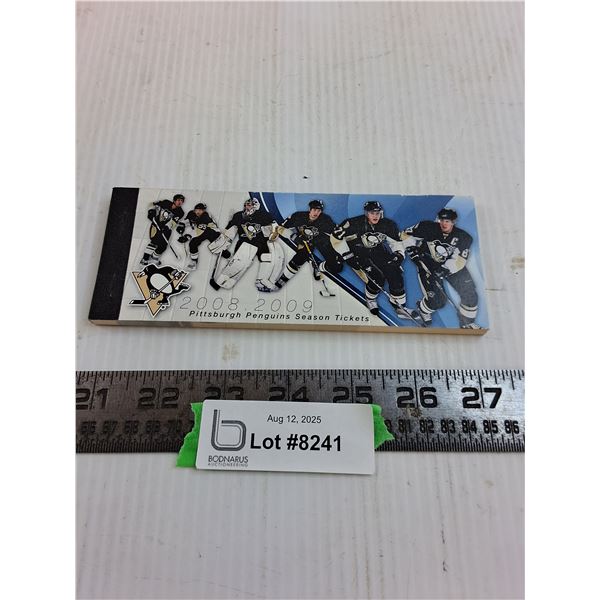 2008.2009
Pittsburgh Penguins Season Tickets
21 22 23 24 25 26 27
Aug 12, 2025
Lot #8241
BODNARUS
AUCTIONEERING